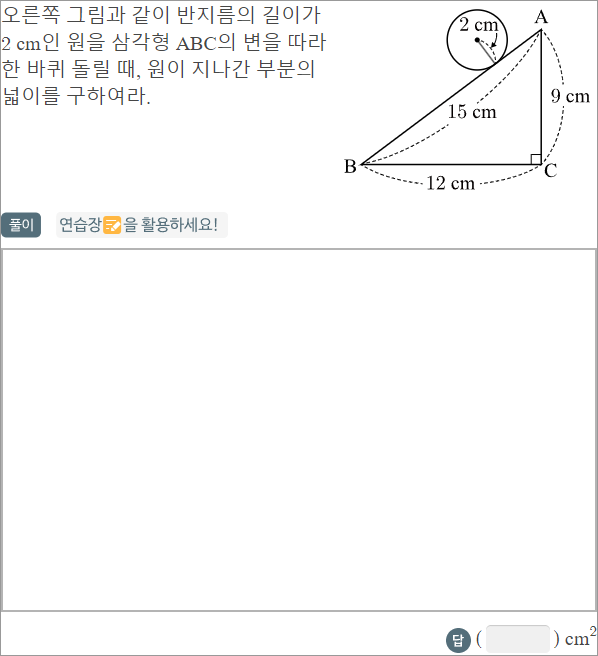 오른쪽 그림과 같이 반지름의 길이가
2 cm인 원을 삼각형 ABC의 변을 따라
한 바퀴 돌릴 때, 원이 지나간 부분의
넓이를 구하여라.
2 cm
A
9 cm
15 cm
B
C
12 cm
풀이 연습장을 활용하세요!
답 ( ) cm²